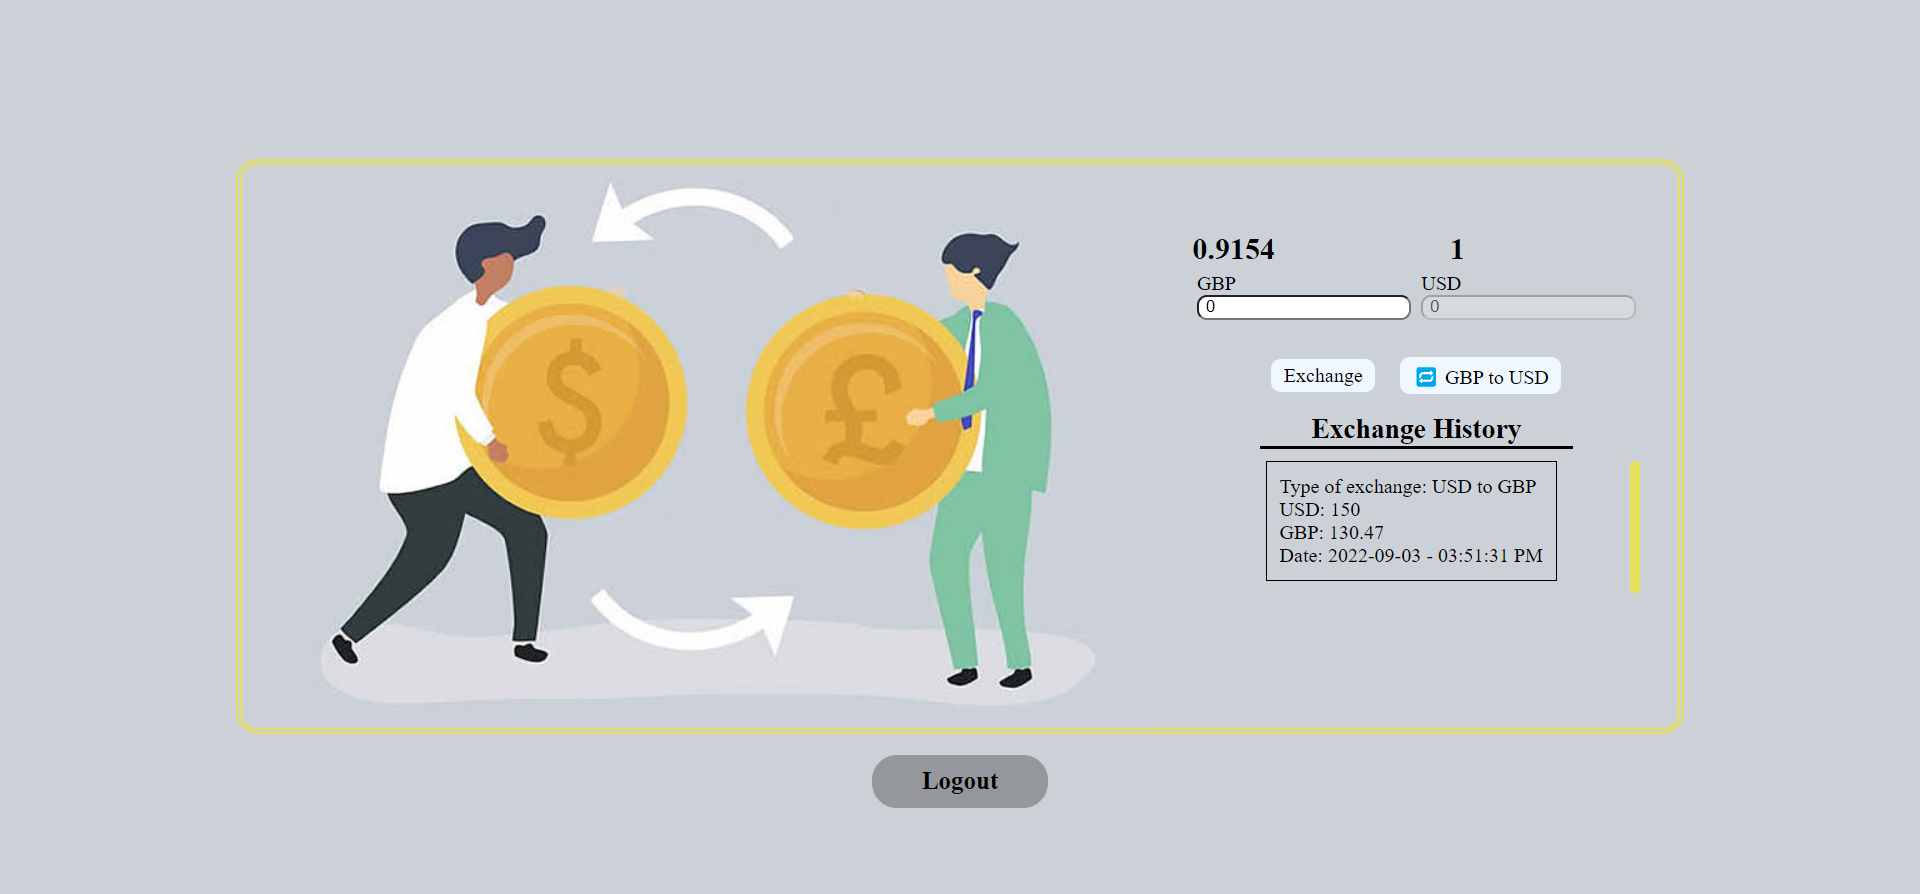 0.9154 1
GBP USD
0 0
Exchange GBP to USD
Exchange History
Type of exchange: USD to GBP
USD: 150
GBP: 130.47
Date: 2022-09-03 - 03:51:31 PM
$ £
Logout